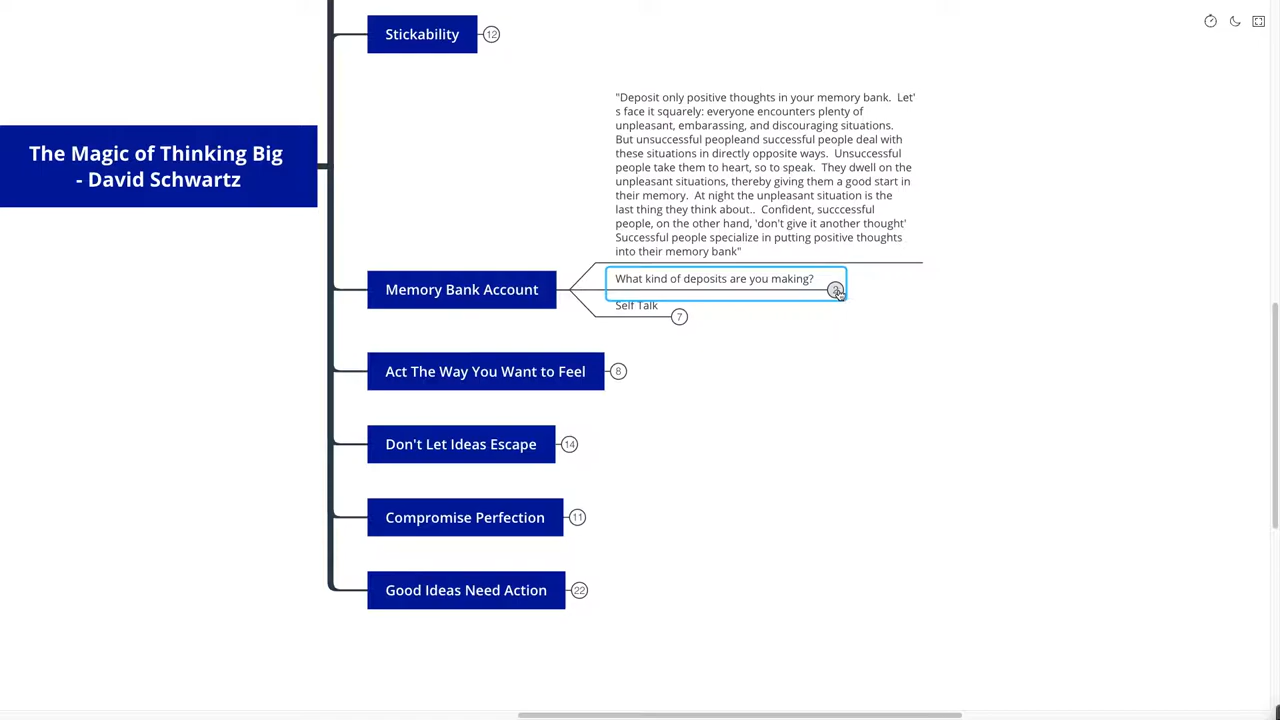 Stickability
12
"Deposit only positive thoughts in your memory bank.  Let'
s face it squarely: everyone encounters plenty of
unpleasant, embarassing, and discouraging situations.
But unsuccessful peopleand successful people deal with
these situations in directly opposite ways.  Unsuccessful
people take them to heart, so to speak.  They dwell on the
unpleasant situations, thereby giving them a good start in
their memory.  At night the unpleasant situation is the
last thing they think about..  Confident, succcessful
people, on the other hand, 'don't give it another thought'
Successful people specialize in putting positive thoughts
into their memory bank"
The Magic of Thinking Big
- David Schwartz
Memory Bank Account
What kind of deposits are you making?
Self Talk
7
Act The Way You Want to Feel
8
Don't Let Ideas Escape
14
Compromise Perfection
11
Good Ideas Need Action
22